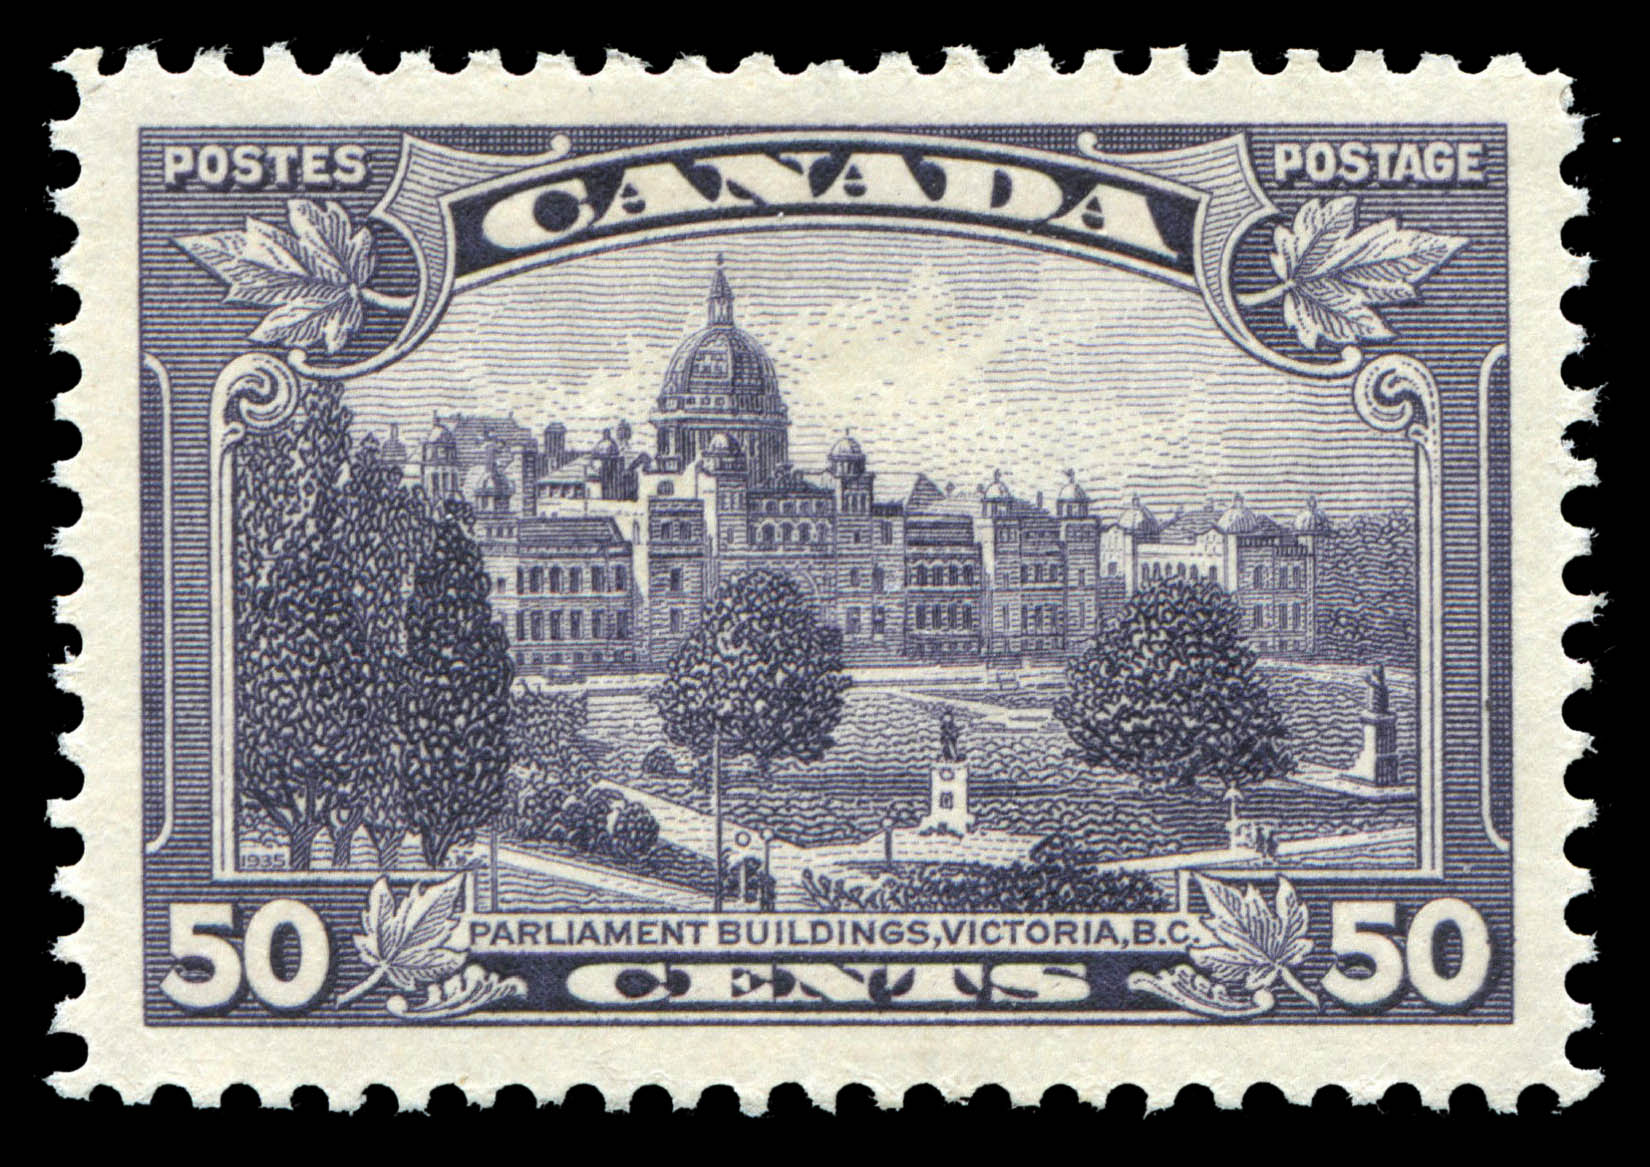 POSTES
CANADA
POSTAGE
1935
50
PARLIAMENT BUILDINGS, VICTORIA, B.C.
CENTS
50